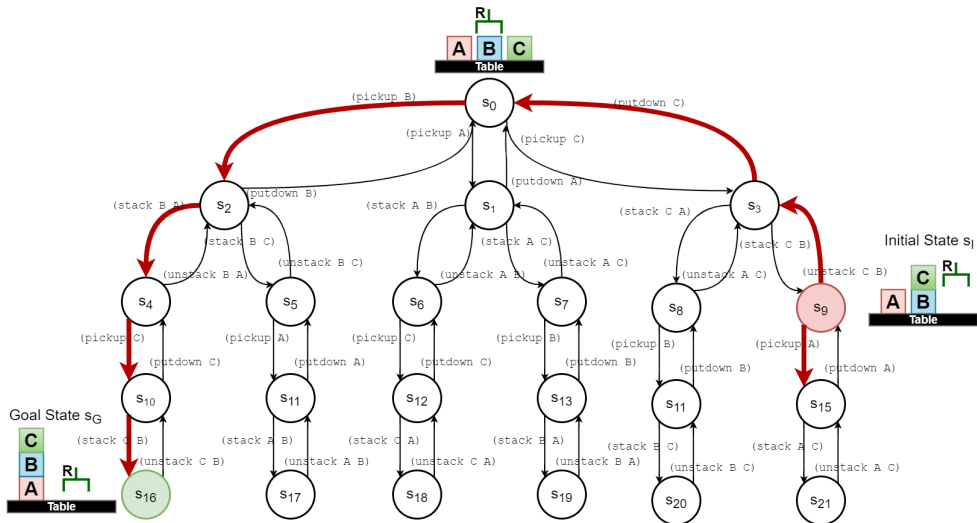 R
A B C
Table
s0
(pickup B)
(putdown C)
(pickup A)
(pickup C)
s2
s1
s3
(putdown B)
(putdown A)
(stack B A)
(stack A B)
(stack C A)
(stack B C)
(stack A C)
(stack C B)
(unstack B A)
(unstack B C)
(unstack A B)
(unstack A C)
(unstack A C)
(unstack C B)
Initial State sI
R
C
A B
Table
s4
s5
s6
s7
s8
s9
(pickup C)
(pickup A)
(pickup C)
(pickup B)
(pickup B)
(pickup A)
(putdown C)
(putdown A)
(putdown C)
(putdown B)
(putdown B)
(putdown A)
s10
s11
s12
s13
s11
s15
Goal State sG
C
B
A
R
Table
(stack C B)
(stack A B)
(stack C A)
(stack B A)
(stack B C)
(stack A C)
(unstack C B)
(unstack A B)
(unstack C A)
(unstack B A)
(unstack B C)
(unstack A C)
s16
s17
s18
s19
s20
s21